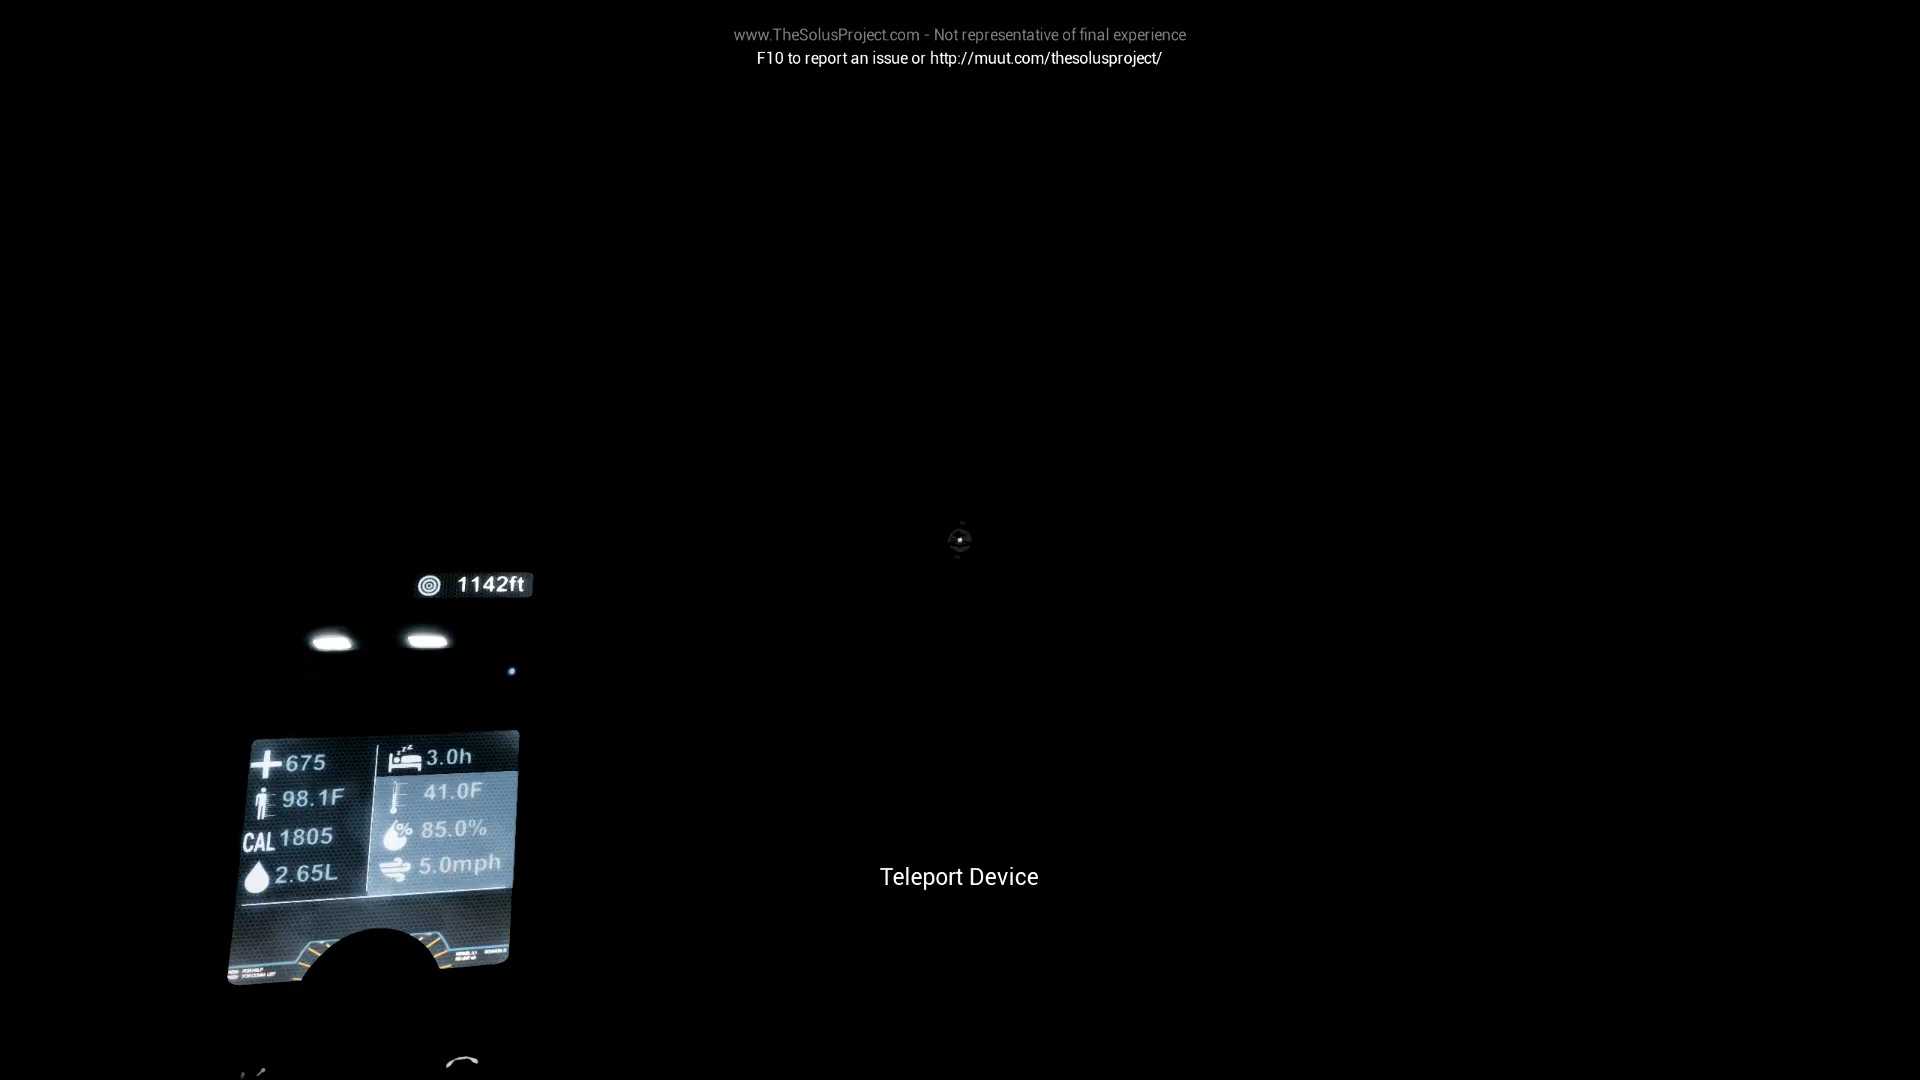 www.TheSolusProject.com - Not representative of final experience
F10 to report an issue or http://muut.com/thesolusproject/
1142ft
675
3.0h
98.1F
41.0F
CAL 1805
85.0%
2.65L
5.0mph
Teleport Device